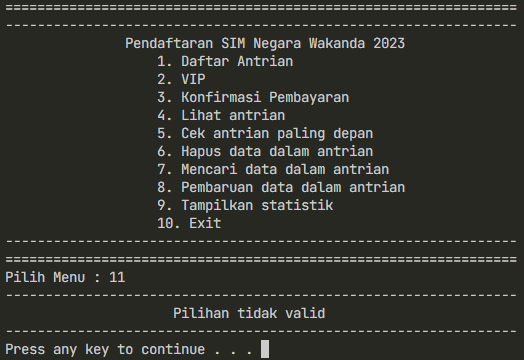 ================================================================
----------------------------------------------------------------
Pendaftaran SIM Negara Wakanda 2023
1. Daftar Antrian
2. VIP
3. Konfirmasi Pembayaran
4. Lihat antrian
5. Cek antrian paling depan
6. Hapus data dalam antrian
7. Mencari data dalam antrian
8. Pembaruan data dalam antrian
9. Tampilkan statistik
10. Exit
----------------------------------------------------------------
================================================================
Pilih Menu : 11
----------------------------------------------------------------
Pilihan tidak valid
----------------------------------------------------------------
Press any key to continue . . .